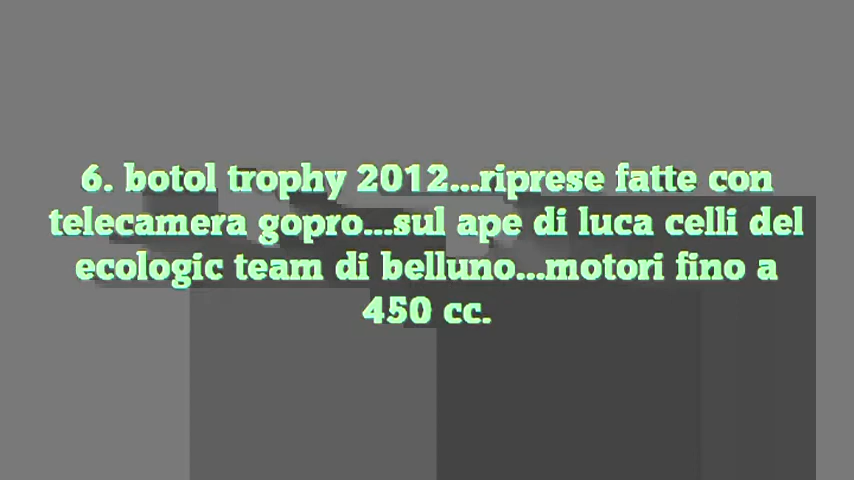 6. botol trophy 2012...riprese fatte con
telecamera gopro...sul ape di luca celli del
ecologic team di belluno...motori fino a
450 cc.